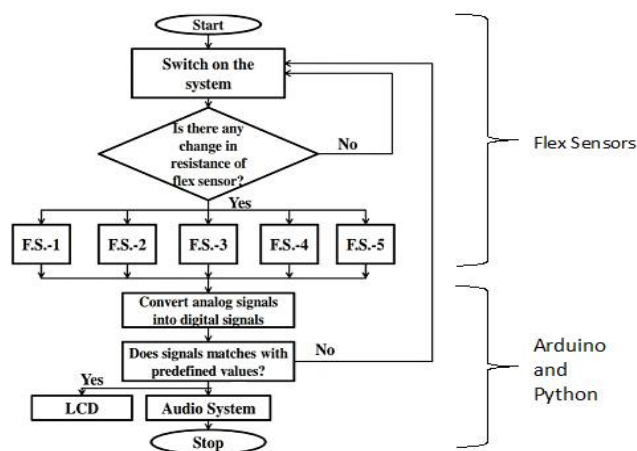 Start
Switch on the
system
Is there any
change in
resistance of
flex sensor?
No
Yes
F.S.-1
F.S.-2
F.S.-3
F.S.-4
F.S.-5
Convert analog signals
into digital signals
Does signals matches with
predefined values?
No
Yes
LCD
Audio System
Stop
Flex Sensors
Arduino
and
Python